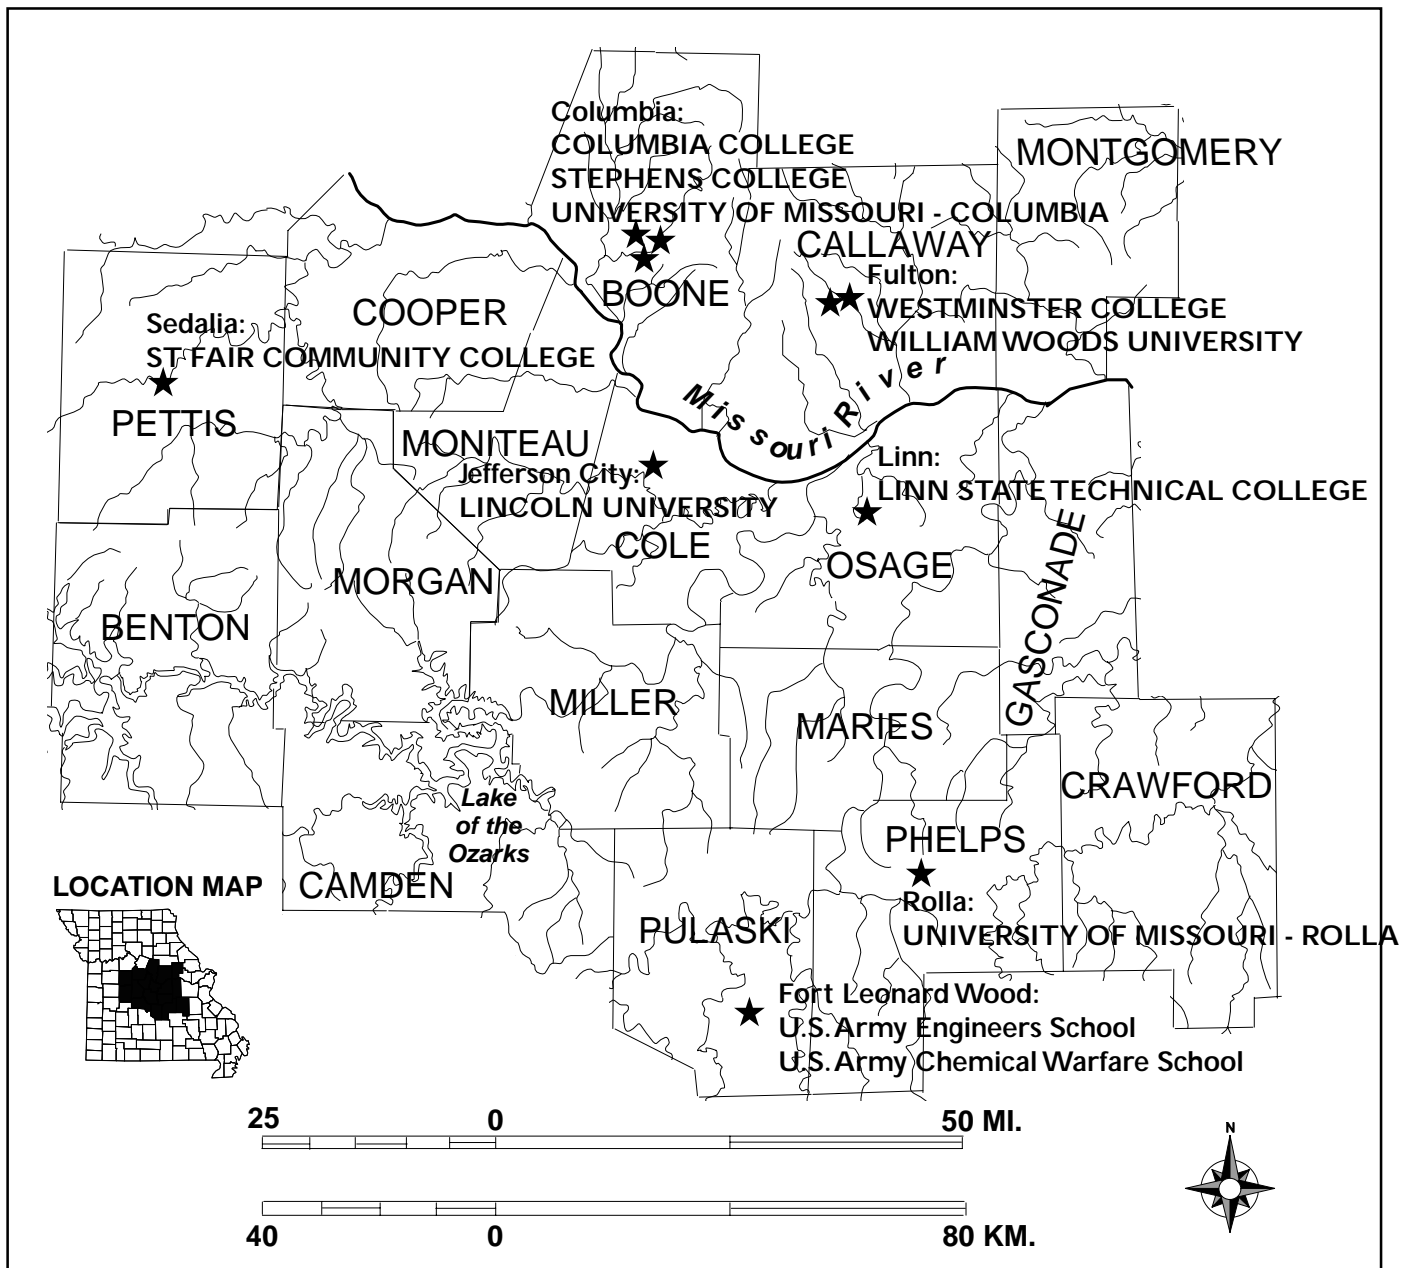 Columbia:
COLUMBIA COLLEGE
STEPHENS COLLEGE
UNIVERSITY OF MISSOURI - COLUMBIA
MONTGOMERY
CALLAWAY
BOONE
Fulton:
WESTMINSTER COLLEGE
WILLIAM WOODS UNIVERSITY
COOPER
Sedalia:
ST FAIR COMMUNITY COLLEGE
PETTIS
Missouri River
MONITEAU
Jefferson City:
LINCOLN UNIVERSITY
COLE
Linn:
LINN STATE TECHNICAL COLLEGE
OSAGE
GASCONADE
MORGAN
BENTON
MILLER
MARIES
CRAWFORD
Lake
of the
Ozarks
PHELPS
CAMDEN
Rolla:
UNIVERSITY OF MISSOURI - ROLLA
PULASKI
Fort Leonard Wood:
U.S. Army Engineers School
U.S. Army Chemical Warfare School
LOCATION MAP
25 0 50 MI.
40 0 80 KM.
N